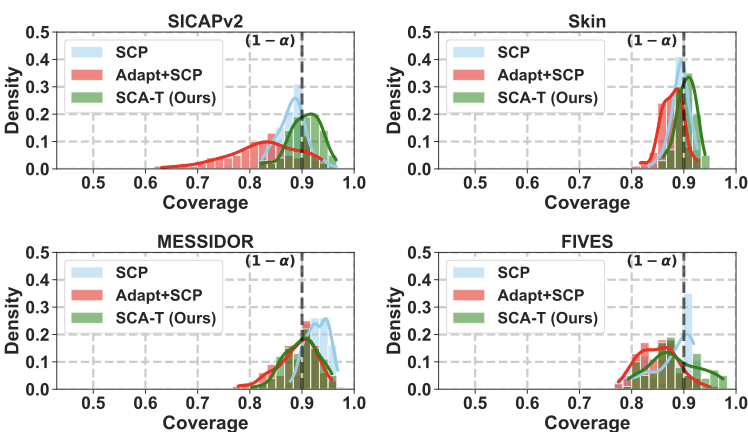 SICAPv2
(1 − α)
SCP
Adapt+SCP
SCA-T (Ours)
Density
0.5
0.4
0.3
0.2
0.1
0.0
0.5 0.6 0.7 0.8 0.9 1.0
Coverage
Skin
(1 − α)
SCP
Adapt+SCP
SCA-T (Ours)
Density
0.5
0.4
0.3
0.2
0.1
0.0
0.5 0.6 0.7 0.8 0.9 1.0
Coverage
MESSIDOR
(1 − α)
SCP
Adapt+SCP
SCA-T (Ours)
Density
0.5
0.4
0.3
0.2
0.1
0.0
0.5 0.6 0.7 0.8 0.9 1.0
Coverage
FIVES
(1 − α)
SCP
Adapt+SCP
SCA-T (Ours)
Density
0.5
0.4
0.3
0.2
0.1
0.0
0.5 0.6 0.7 0.8 0.9 1.0
Coverage